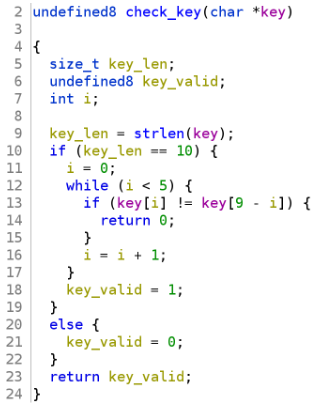 2 undefined8 check_key(char *key)
3
4 {
5   size_t key_len;
6   undefined8 key_valid;
7   int i;
8
9   key_len = strlen(key);
10   if (key_len == 10) {
11     i = 0;
12     while (i < 5) {
13       if (key[i] != key[9 - i]) {
14         return 0;
15       }
16       i = i + 1;
17     }
18     key_valid = 1;
19   }
20   else {
21     key_valid = 0;
22   }
23   return key_valid;
24 }